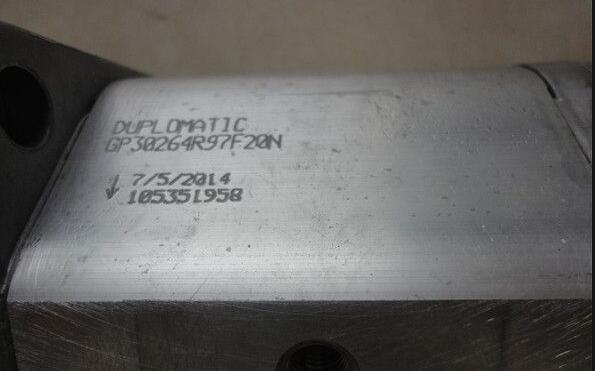 DUPLOMATIC
GP30264R97F20N
↓ 7/5/2014
105351958